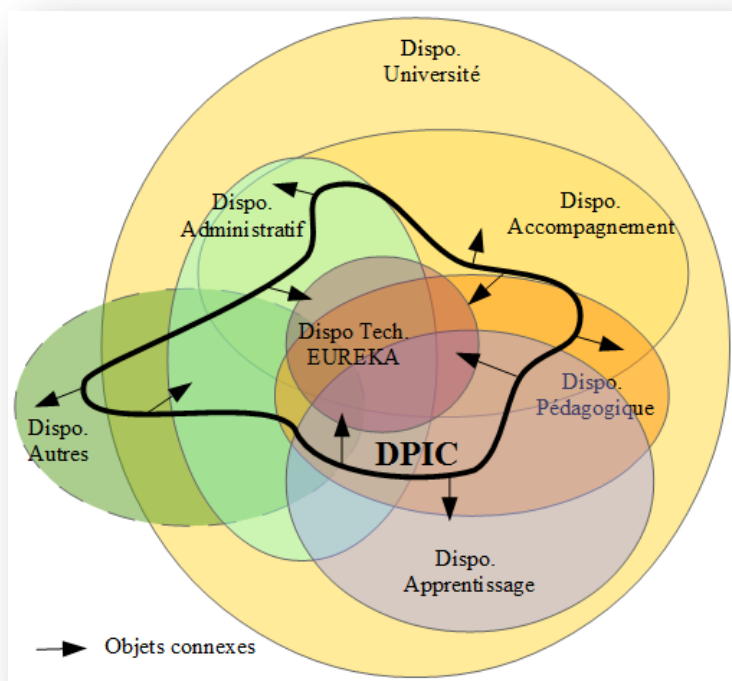 Dispo.
Université
Dispo.
Administratif
Dispo.
Accompagnement
Dispo Tech.
EUREKA
Dispo.
Pédagogique
Dispo.
Autres
DPIC
Dispo.
Apprentissage
Objets connexes